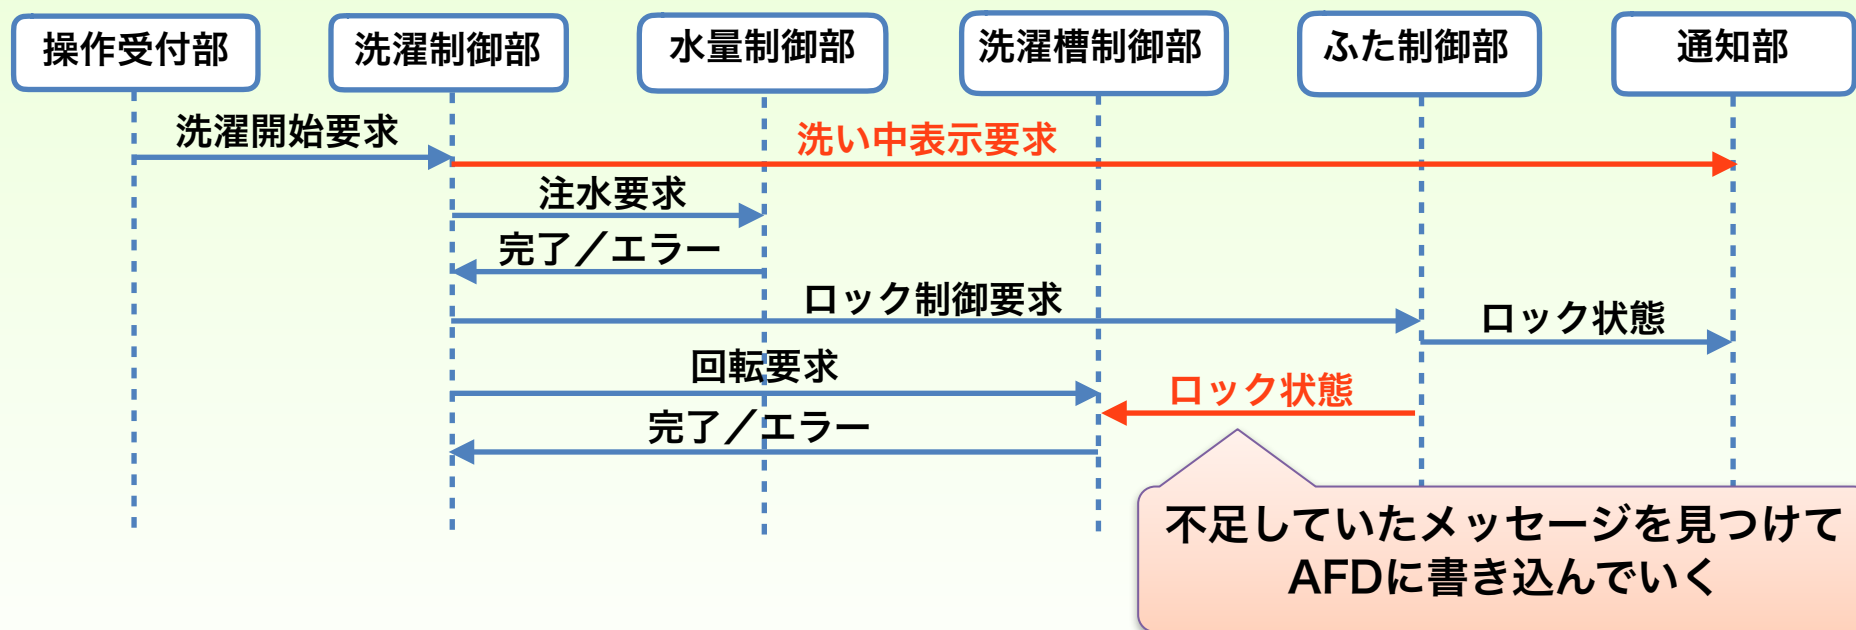 操作受付部
洗濯制御部
水量制御部
洗濯槽制御部
ふた制御部
通知部
洗濯開始要求
洗い中表示要求
注水要求
完了／エラー
ロック制御要求
ロック状態
回転要求
ロック状態
完了／エラー
不足していたメッセージを見つけて
AFDに書き込んでいく